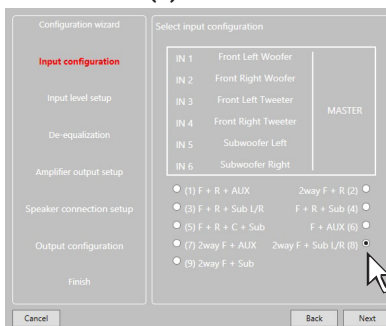 Configuration wizard
Input configuration
Input level setup
De-equalization
Amplifier output setup
Speaker connection setup
Output configuration
Finish
Select input configuration
IN 1 Front Left Woofer
IN 2 Front Right Woofer
IN 3 Front Left Tweeter
IN 4 Front Right Tweeter
IN 5 Subwoofer Left
IN 6 Subwoofer Right
MASTER
(1) F + R + AUX 2way F + R (2)
(3) F + R + Sub L/R F + R + Sub (4)
(5) F + R + C + Sub F + AUX (6)
(7) 2way F + AUX 2way F + Sub L/R (8)
(9) 2way F + Sub
Cancel Back Next